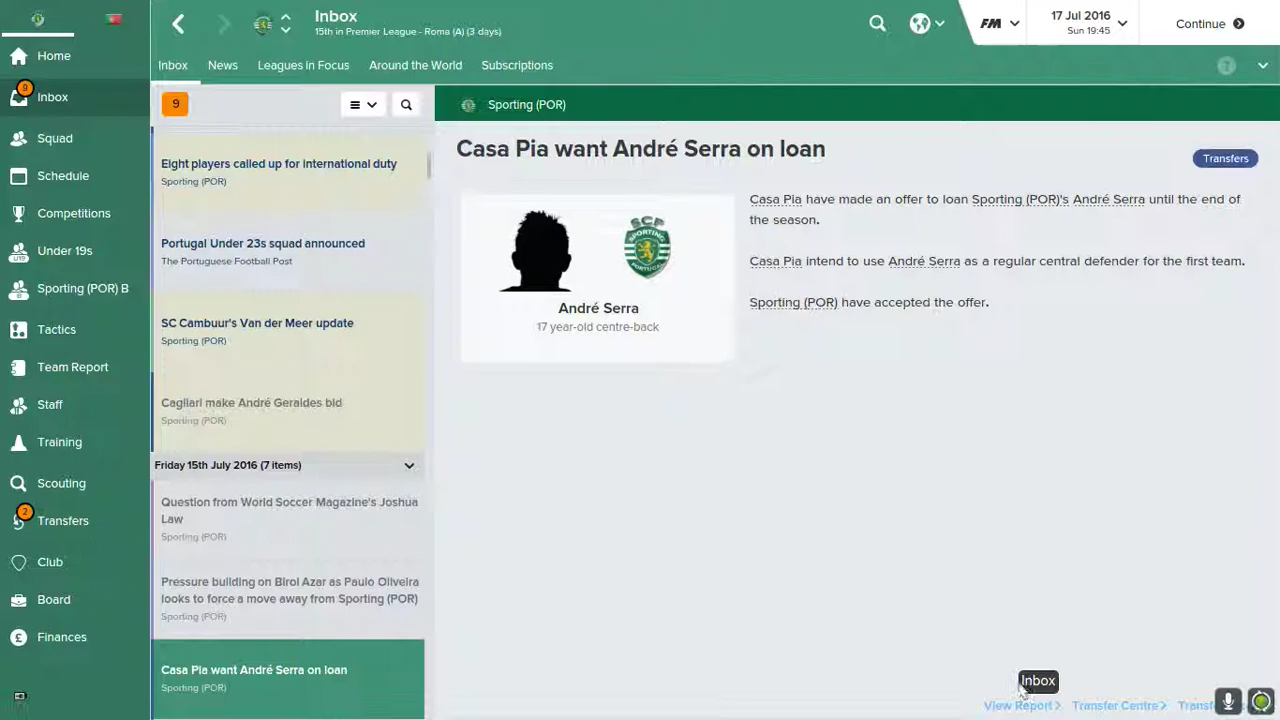 Inbox
15th in Premier League - Roma (A) (3 days)
FM
17 Jul 2016
Sun 19:45
Continue
Home
9
Inbox
Squad
Schedule
Competitions
Under 19s
Sporting (POR) B
Tactics
Team Report
Staff
Training
Scouting
2
Transfers
Club
Board
Finances
Inbox News Leagues in Focus Around the World Subscriptions
9
Eight players called up for international duty
Sporting (POR)
Portugal Under 23s squad announced
The Portuguese Football Post
SC Cambuur's Van der Meer update
Sporting (POR)
Cagliari make André Geraldes bid
Sporting (POR)
Friday 15th July 2016 (7 items)
Question from World Soccer Magazine's Joshua
Law
Sporting (POR)
Pressure building on Birol Azar as Paulo Oliveira
looks to force a move away from Sporting (POR)
Sporting (POR)
Casa Pia want André Serra on loan
Sporting (POR)
Sporting (POR)
Casa Pia want André Serra on loan
Transfers
SCP
SPORTING
PORTUGAL
André Serra
17 year-old centre-back
Casa Pia have made an offer to loan Sporting (POR)'s André Serra until the end of
the season.
Casa Pia intend to use André Serra as a regular central defender for the first team.
Sporting (POR) have accepted the offer.
Inbox
View Report Transfer Centre